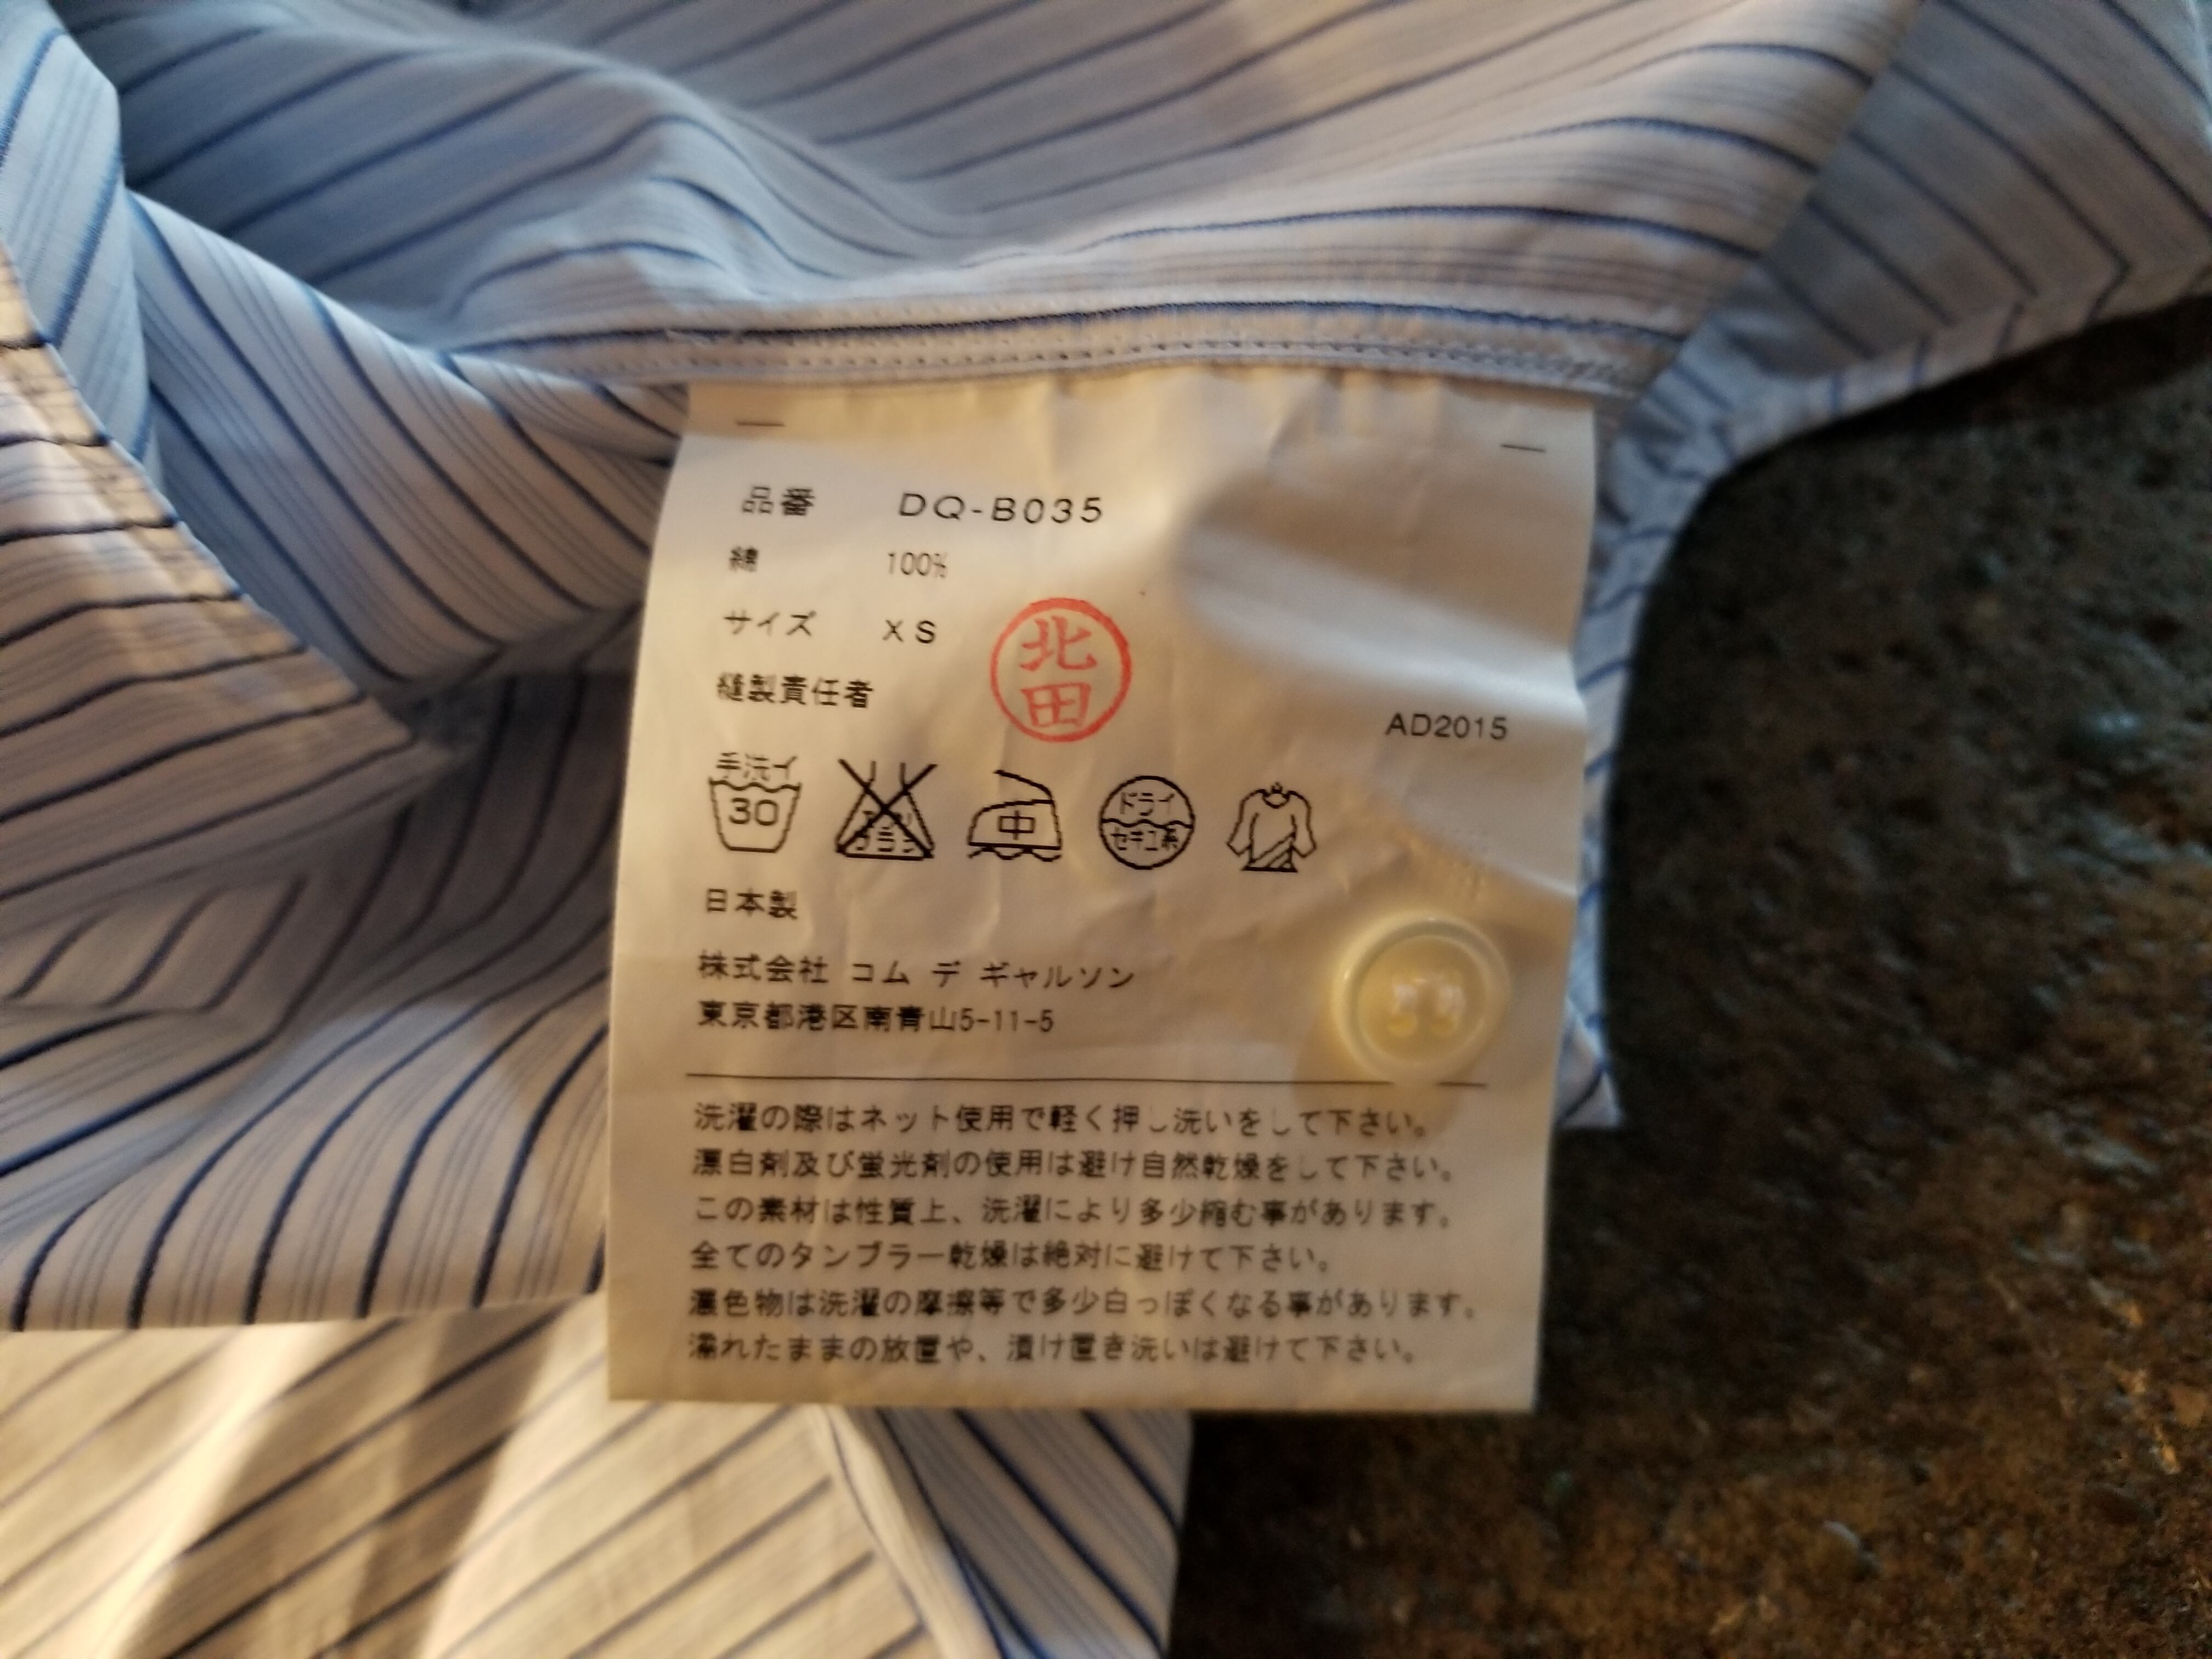 品番 DQ-B035
綿 100%
サイズ XS
縫製責任者
北田
AD2015
手洗イ
30
中
ドライ
セキユ系
日本製
株式会社 コム デ ギャルソン
東京都港区南青山5-11-5
洗濯の際はネット使用で軽く押し洗いをして下さい。
漂白剤及び蛍光剤の使用は避け自然乾燥をして下さい。
この素材は性質上、洗濯により多少縮む事があります。
全てのタンブラー乾燥は絶対に避けて下さい。
濃色物は洗濯の摩擦等で多少白っぽくなる事があります。
濡れたままの放置や、漬け置き洗いは避けて下さい。